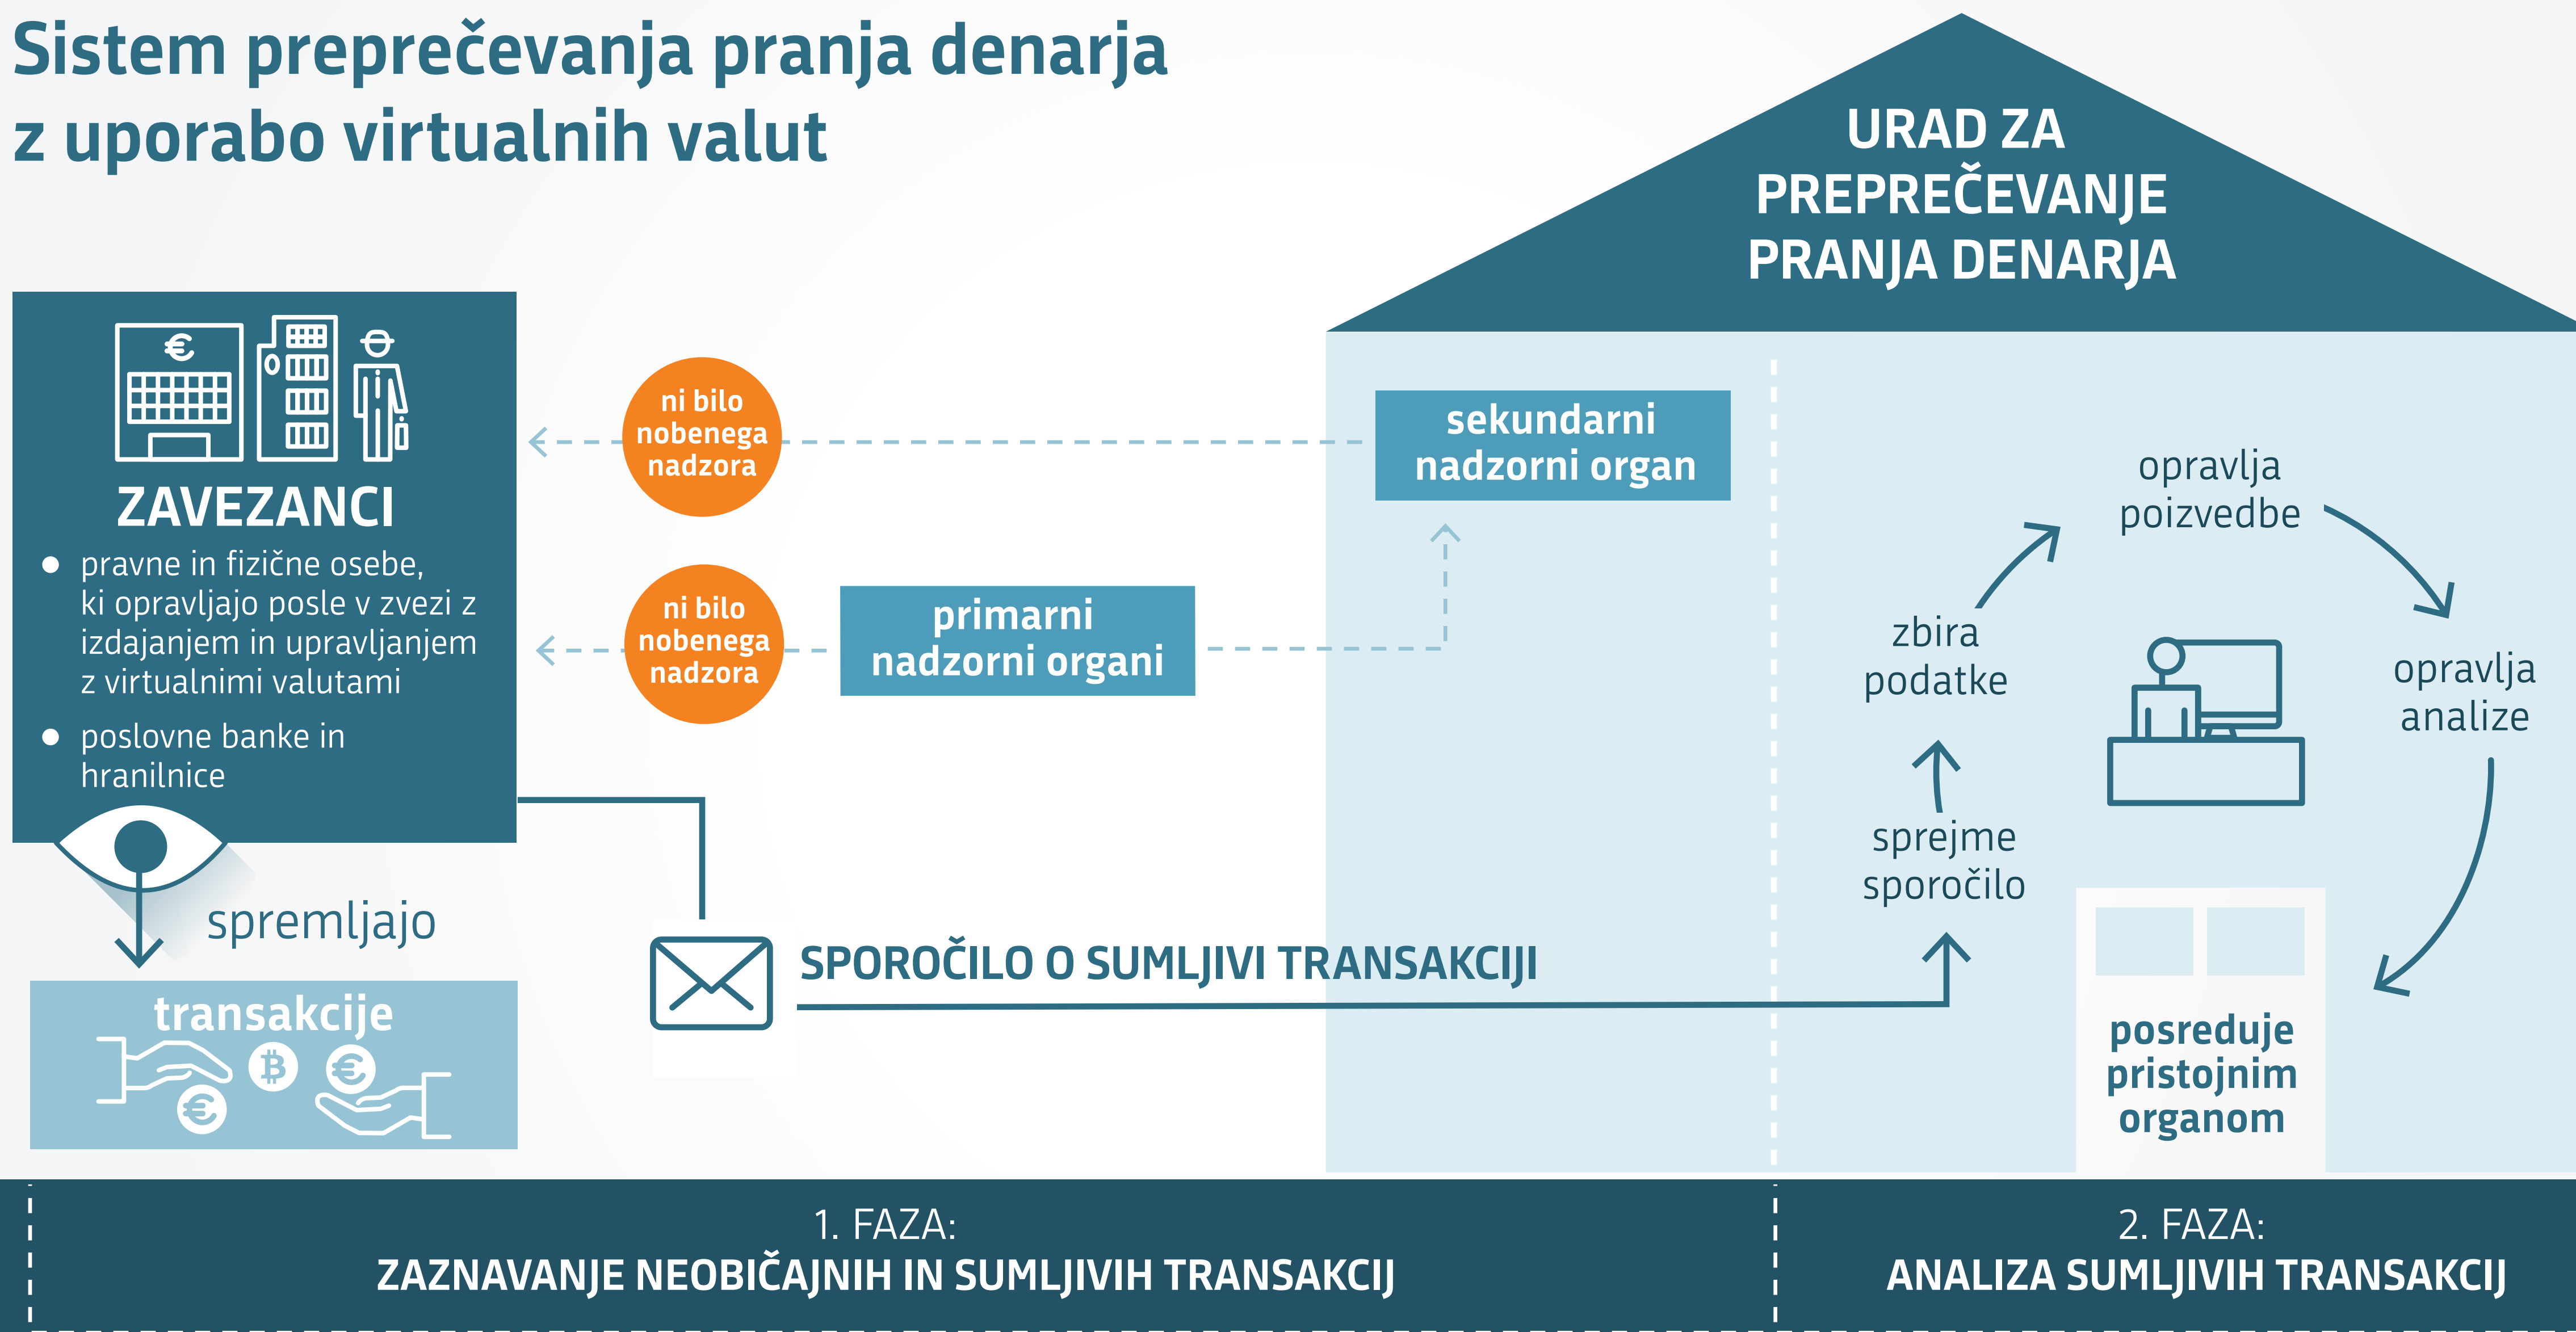 Sistem preprečevanja pranja denarja
z uporabo virtualnih valut
URAD ZA
PREPREČEVANJE
PRANJA DENARJA
€
ZAVEZANCI
● pravne in fizične osebe,
ki opravljajo posle v zvezi z
izdajanjem in upravljanjem
z virtualnimi valutami
● poslovne banke in
hranilnice
ni bilo
nobenega
nadzora
sekundarni
nadzorni organ
ni bilo
nobenega
nadzora
primarni
nadzorni organi
spremljajo
transakcije
₿ € €
SPOROČILO O SUMLJIVI TRANSAKCIJI
sprejme
sporočilo
zbira
podatke
opravlja
poizvedbe
opravlja
analize
posreduje
pristojnim
organom
1. FAZA:
ZAZNAVANJE NEOBIČAJNIH IN SUMLJIVIH TRANSAKCIJ
2. FAZA:
ANALIZA SUMLJIVIH TRANSAKCIJ